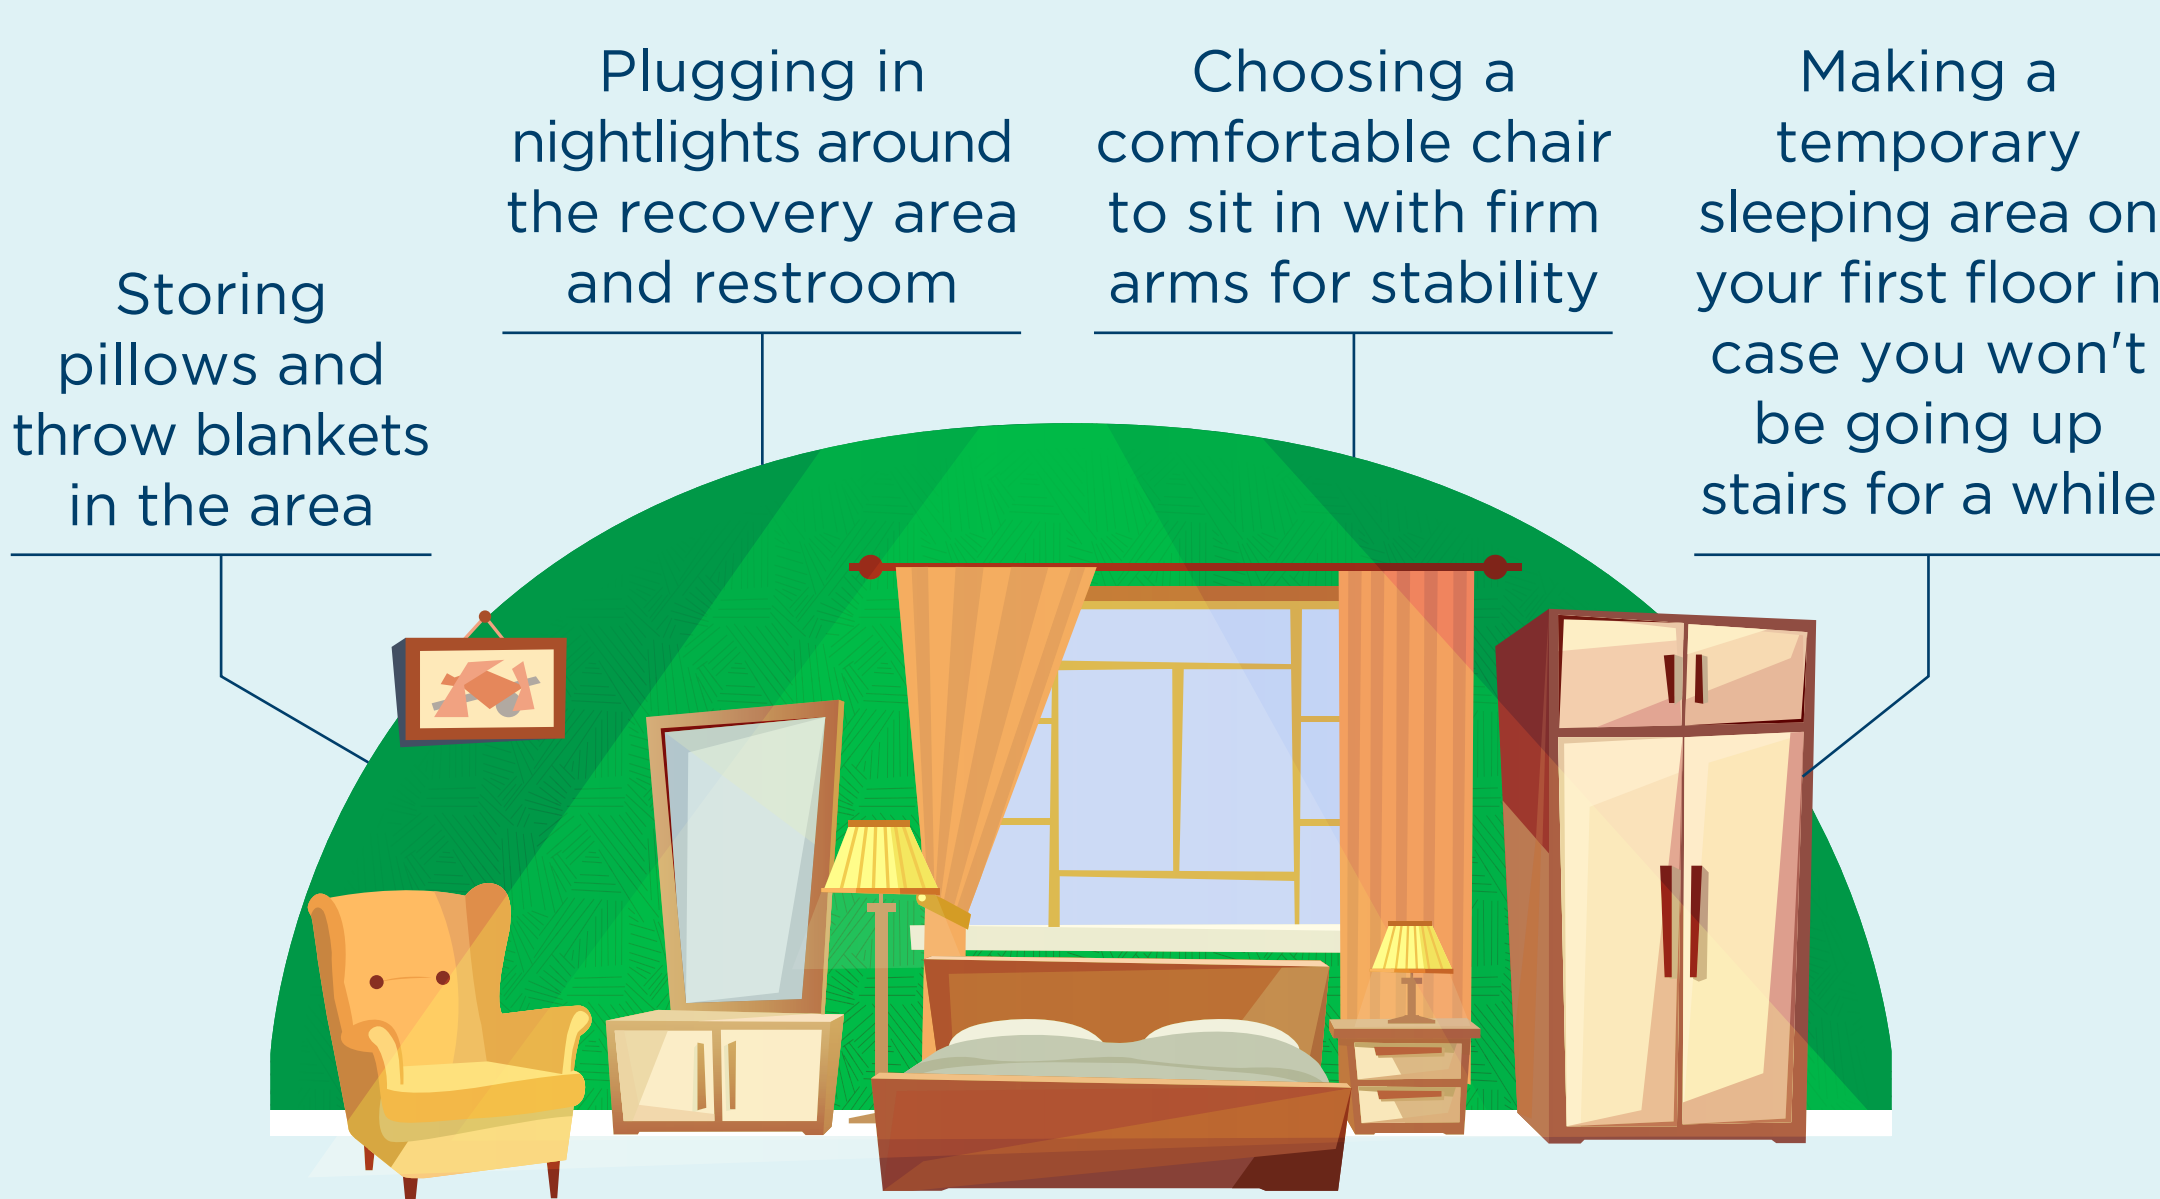 Storing
pillows and
throw blankets
in the area
Plugging in
nightlights around
the recovery area
and restroom
Choosing a
comfortable chair
to sit in with firm
arms for stability
Making a
temporary
sleeping area on
your first floor in
case you won't
be going up
stairs for a while